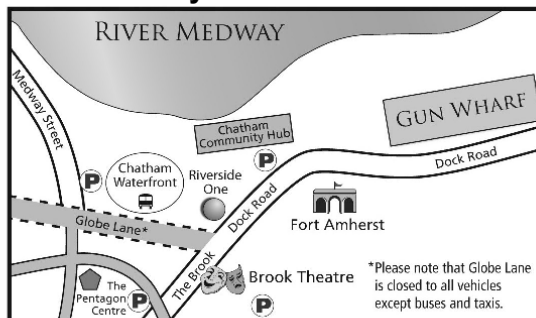 RIVER MEDWAY
Medway Street
Chatham
Community Hub
GUN WHARF
P
P
Chatham
Waterfront
Riverside
One
Dock Road
Dock Road
Fort Amherst
Globe Lane*
The Brook
Brook Theatre
The
Pentagon
Centre
P
P
*Please note that Globe Lane
is closed to all vehicles
except buses and taxis.